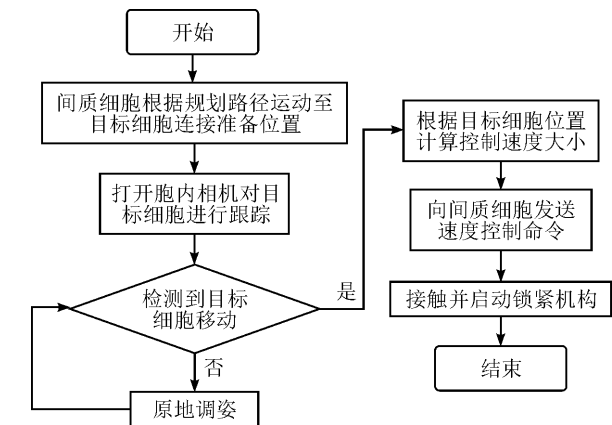 开始
间质细胞根据规划路径运动至
目标细胞连接准备位置
打开胞内相机对目
标细胞进行跟踪
检测到目标
细胞移动
是
否
原地调姿
根据目标细胞位置
计算控制速度大小
向间质细胞发送
速度控制命令
接触并启动锁紧机构
结束